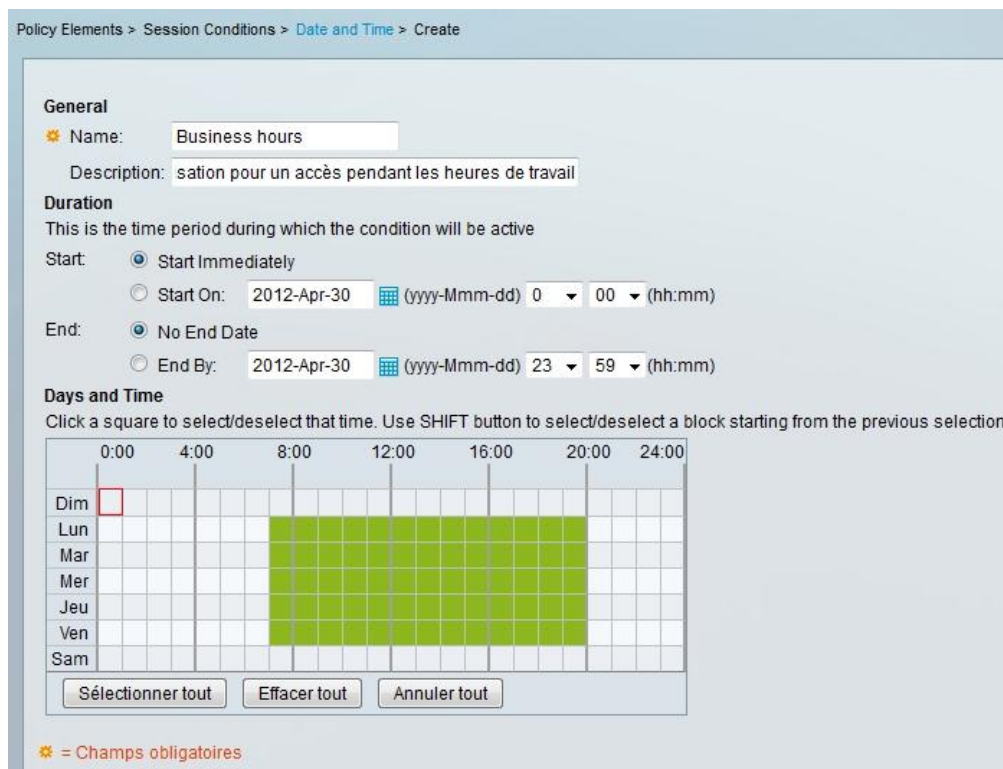 Policy Elements > Session Conditions > Date and Time > Create
General
Name: Business hours
Description: sation pour un accès pendant les heures de travail
Duration
This is the time period during which the condition will be active
Start: Start Immediately
Start On: 2012-Apr-30 (yyyy-Mmm-dd) 0 00 (hh:mm)
End: No End Date
End By: 2012-Apr-30 (yyyy-Mmm-dd) 23 59 (hh:mm)
Days and Time
Click a square to select/deselect that time. Use SHIFT button to select/deselect a block starting from the previous selection
0:00 4:00 8:00 12:00 16:00 20:00 24:00
Dim
Lun
Mar
Mer
Jeu
Ven
Sam
Sélectionner tout Effacer tout Annuler tout
= Champs obligatoires